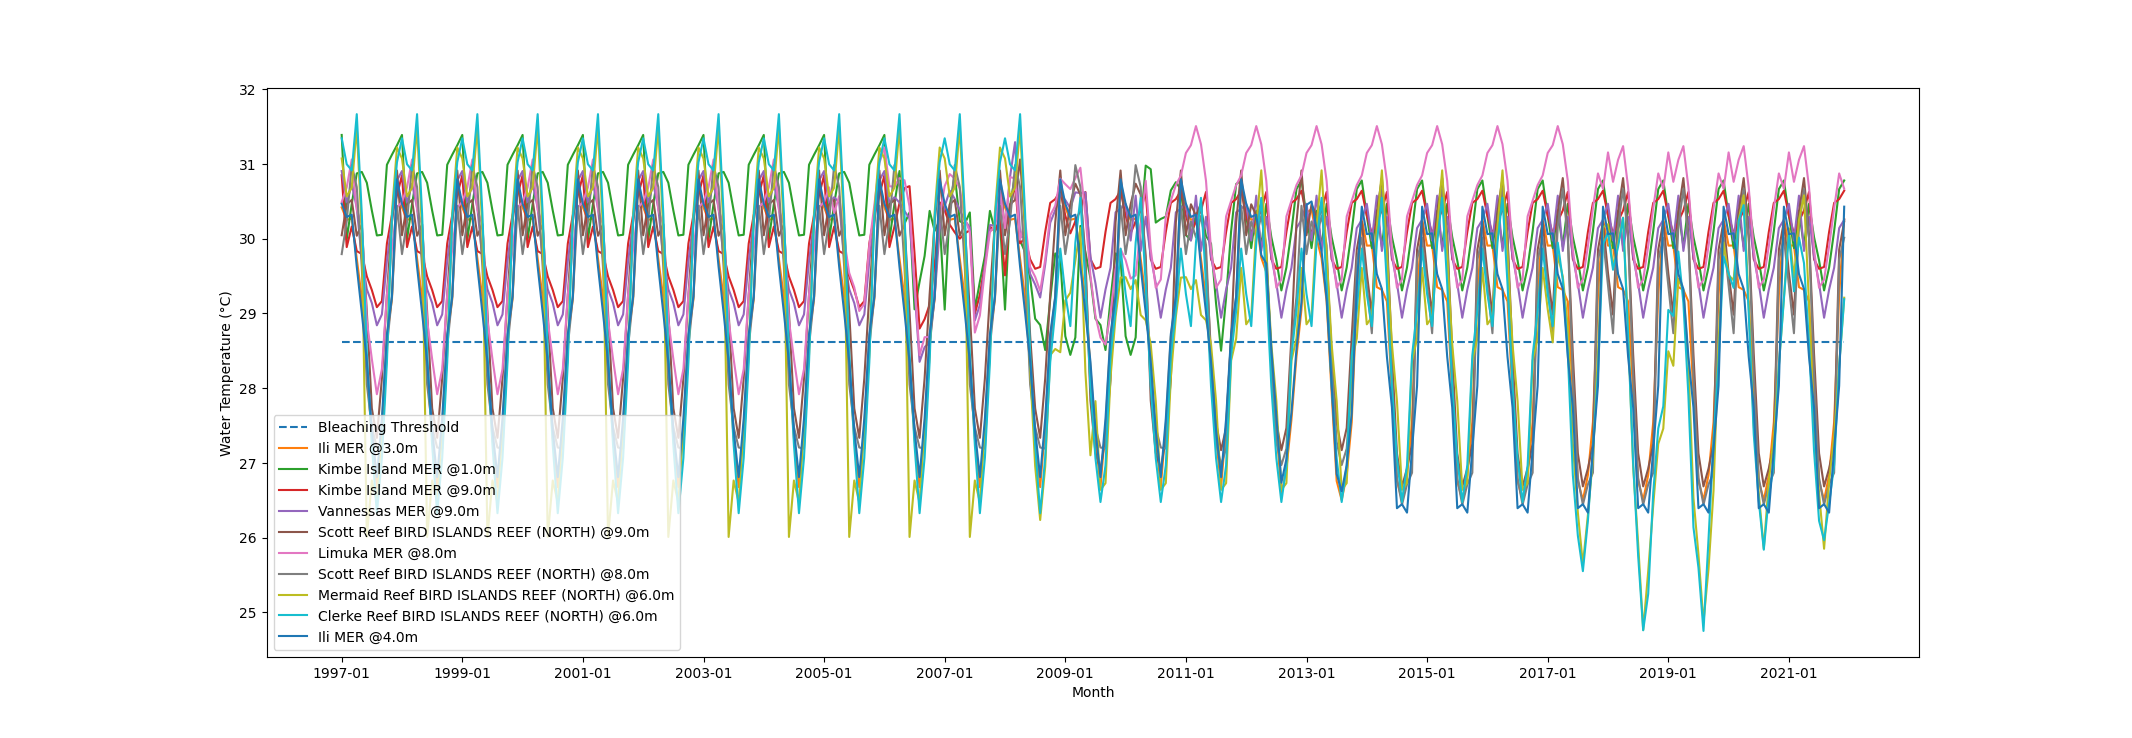 32
31
30
29
28
27
26
25
Water Temperature (°C)
Bleaching Threshold
Ili MER @3.0m
Kimbe Island MER @1.0m
Kimbe Island MER @9.0m
Vannessas MER @9.0m
Scott Reef BIRD ISLANDS REEF (NORTH) @9.0m
Limuka MER @8.0m
Scott Reef BIRD ISLANDS REEF (NORTH) @8.0m
Mermaid Reef BIRD ISLANDS REEF (NORTH) @6.0m
Clerke Reef BIRD ISLANDS REEF (NORTH) @6.0m
Ili MER @4.0m
1997-01 1999-01 2001-01 2003-01 2005-01 2007-01 2009-01 2011-01 2013-01 2015-01 2017-01 2019-01 2021-01
Month